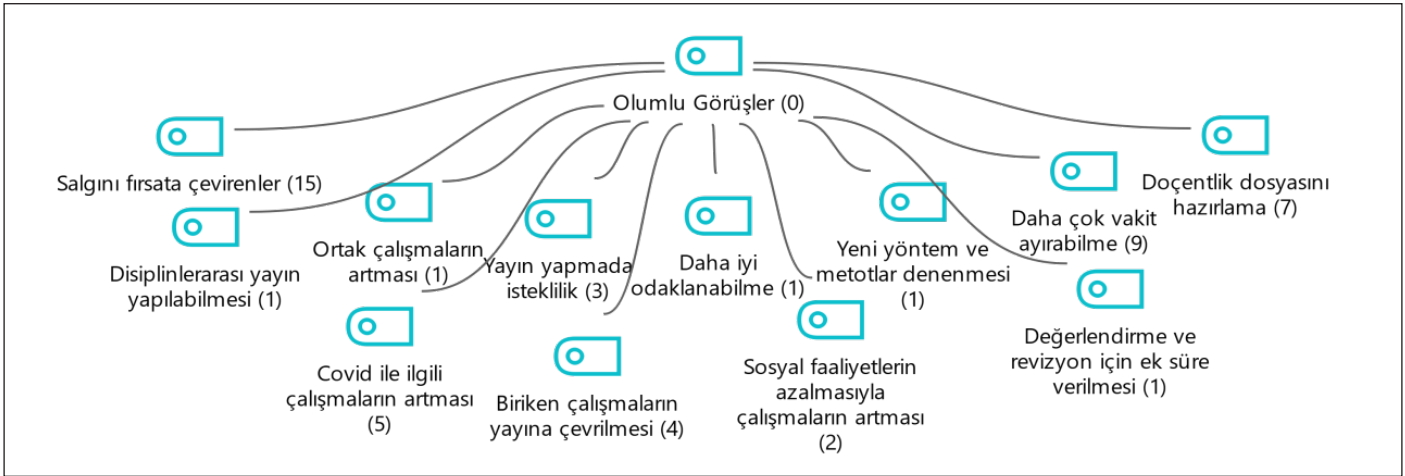 Olumlu Görüşler (0)
Salgını fırsata çevirenler (15)
Disiplinlerarası yayın
yapılabilmesi (1)
Ortak çalışmaların
artması (1)
Yayın yapmada
isteklilik (3)
Daha iyi
odaklanabilme (1)
Yeni yöntem ve
metotlar denenmesi
(1)
Daha çok vakit
ayırabilme (9)
Doçentlik dosyasını
hazırlama (7)
Covid ile ilgili
çalışmaların artması
(5)
Biriken çalışmaların
yayına çevrilmesi (4)
Sosyal faaliyetlerin
azalmasıyla
çalışmaların artması
(2)
Değerlendirme ve
revizyon için ek süre
verilmesi (1)